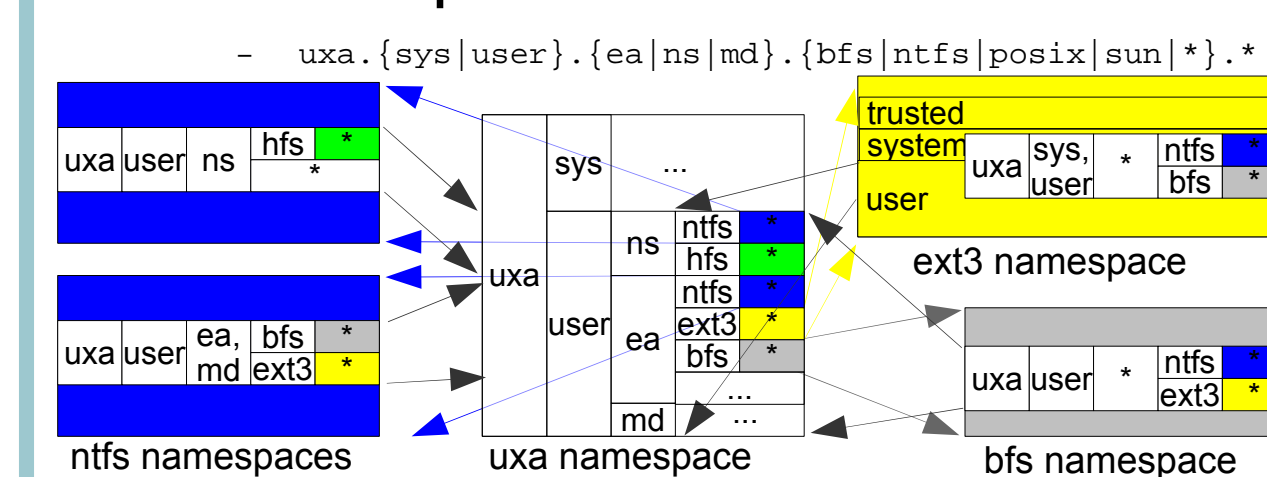 - uxa.{sys|user}.{ea|ns|md}.{bfs|ntfs|posix|sun|*}.*
uxa user ns hfs *
*
uxa user ea, md bfs *
ext3 *
ntfs namespaces
uxa
sys ...
user
ns
ntfs *
hfs *
ea
ntfs *
ext3 *
bfs *
...
md ...
uxa namespace
trusted
system
user
uxa sys, user * ntfs *
bfs *
ext3 namespace
uxa user * ntfs *
ext3 *
bfs namespace